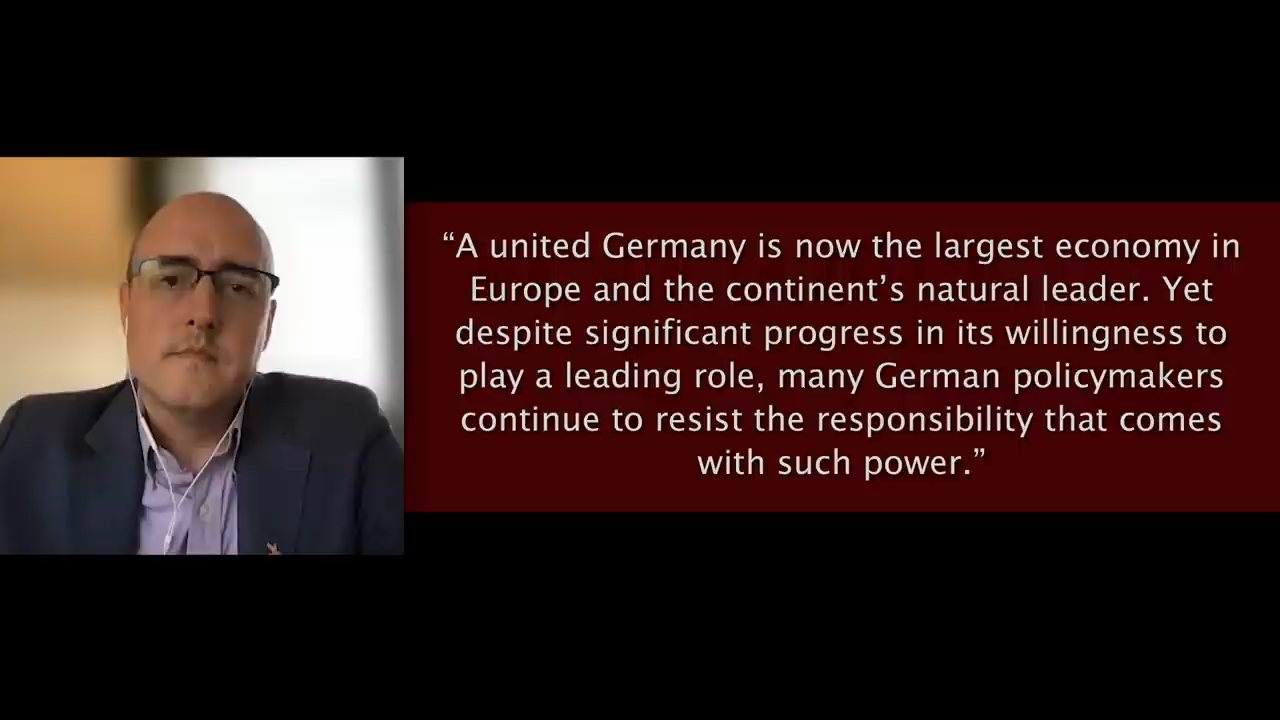 “A united Germany is now the largest economy in
Europe and the continent’s natural leader. Yet
despite significant progress in its willingness to
play a leading role, many German policymakers
continue to resist the responsibility that comes
with such power.”